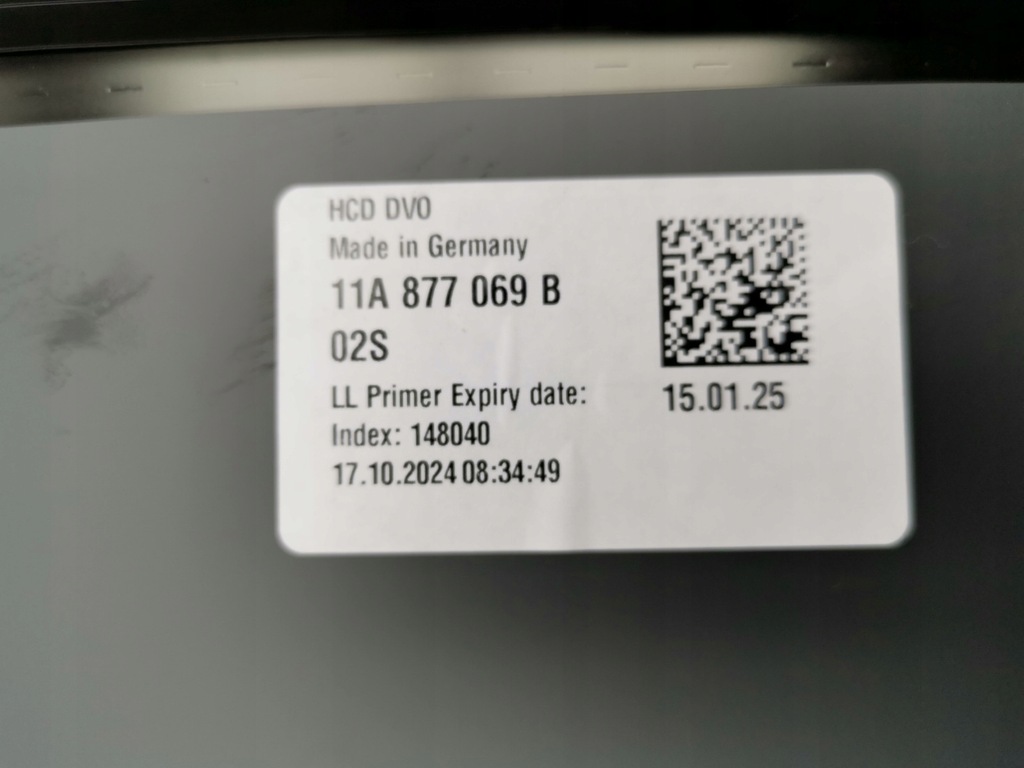 HCD DVO
Made in Germany
11A 877 069 B
02S
LL Primer Expiry date: 15.01.25
Index: 148040
17.10.2024 08:34:49